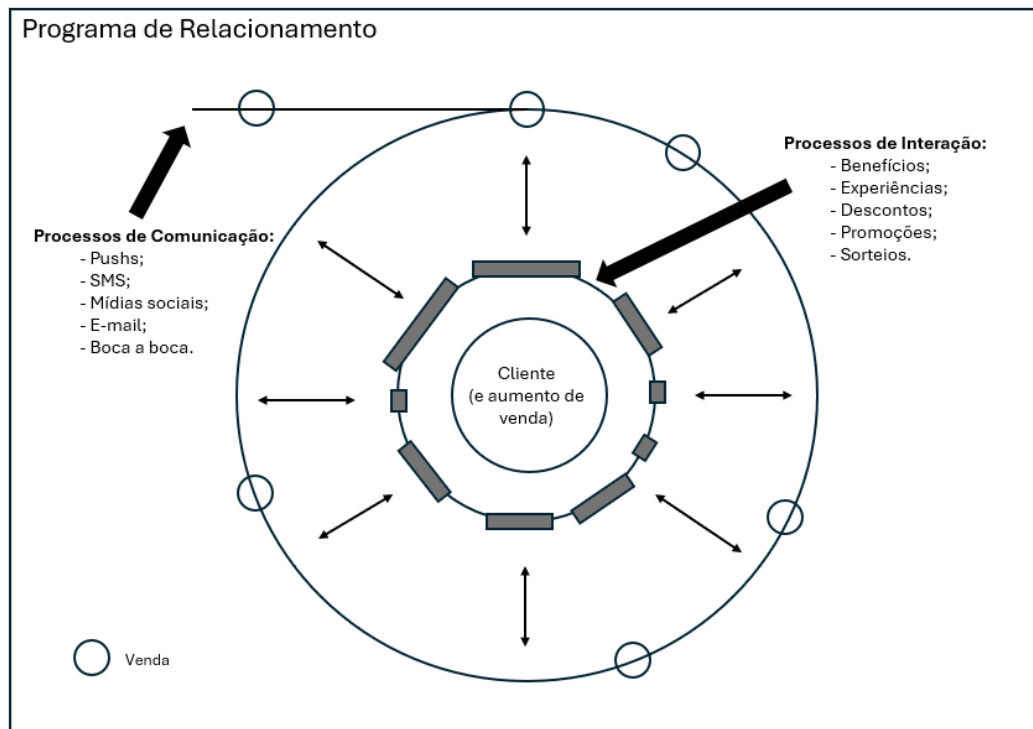 Programa de Relacionamento
Processos de Interação:
- Benefícios;
- Experiências;
- Descontos;
- Promoções;
- Sorteios.
Processos de Comunicação:
- Pushs;
- SMS;
- Mídias sociais;
- E-mail;
- Boca a boca.
Cliente
(e aumento de
venda)
Venda